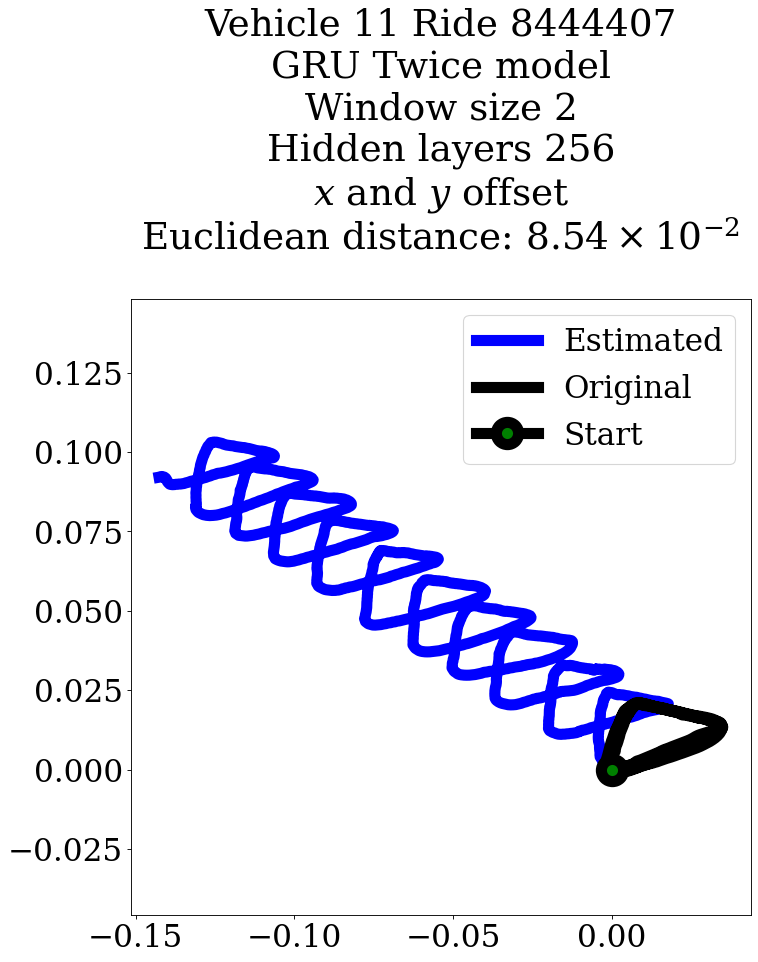 Vehicle 11 Ride 8444407
GRU Twice model
Window size 2
Hidden layers 256
x and y offset
Euclidean distance: 8.54 × 10⁻²
Estimated
Original
Start
0.125
0.100
0.075
0.050
0.025
0.000
−0.025
−0.15 −0.10 −0.05 0.00